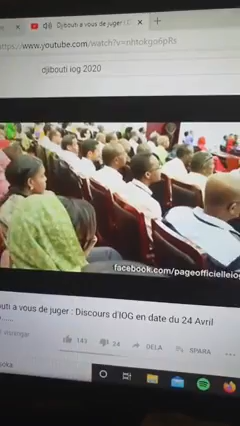 Djibouti a vous de juger : D
https://www.youtube.com/watch?v=nhtokgo6pRs
djibouti iog 2020
facebook.com/pageofficielleiog
outi a vous de juger : Discours d'IOG en date du 24 Avril
visningar
143
24
DELA
SPARA